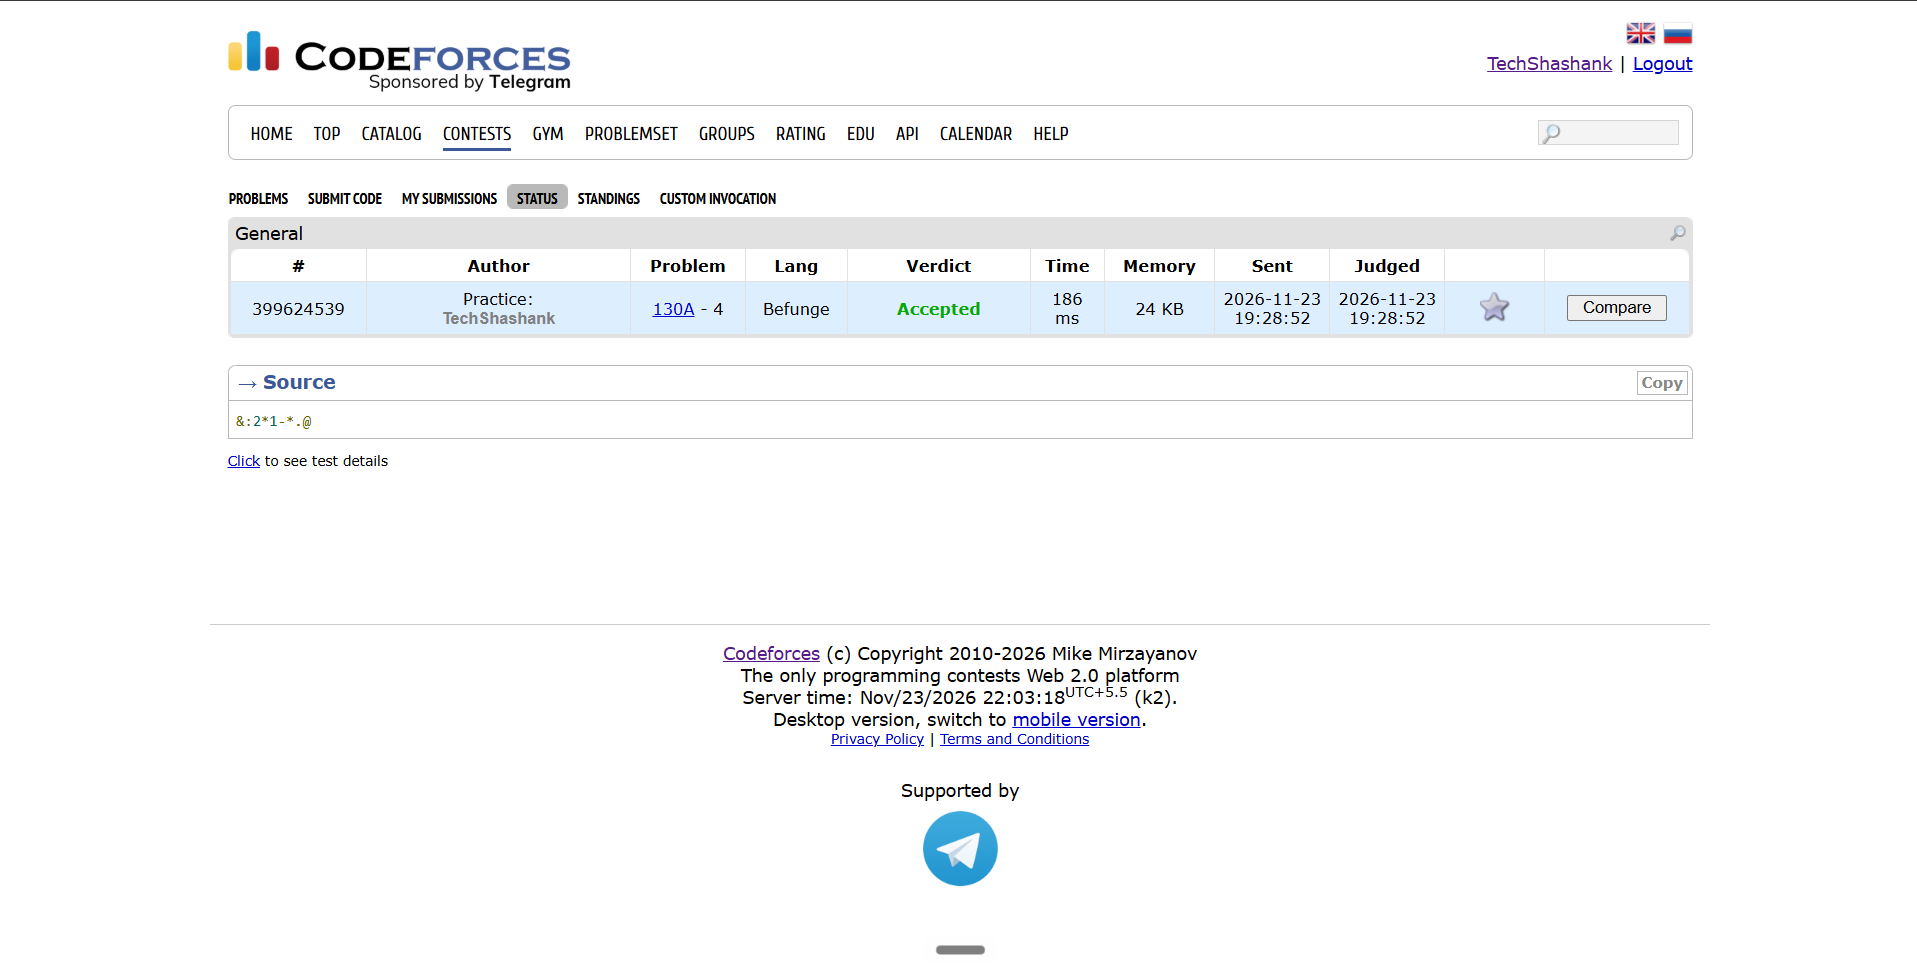 CODEFORCES
Sponsored by Telegram
TechShashank | Logout
HOME TOP CATALOG CONTESTS GYM PROBLEMSET GROUPS RATING EDU API CALENDAR HELP
PROBLEMS SUBMIT CODE MY SUBMISSIONS STATUS STANDINGS CUSTOM INVOCATION
General
# Author Problem Lang Verdict Time Memory Sent Judged
399624539 Practice: TechShashank 130A - 4 Befunge Accepted 186 ms 24 KB 2026-11-23 19:28:52 2026-11-23 19:28:52 Compare
→ Source Copy
&:2*1-*.@
Click to see test details
Codeforces (c) Copyright 2010-2026 Mike Mirzayanov
The only programming contests Web 2.0 platform
Server time: Nov/23/2026 22:03:18UTC+5.5 (k2).
Desktop version, switch to mobile version.
Privacy Policy | Terms and Conditions
Supported by